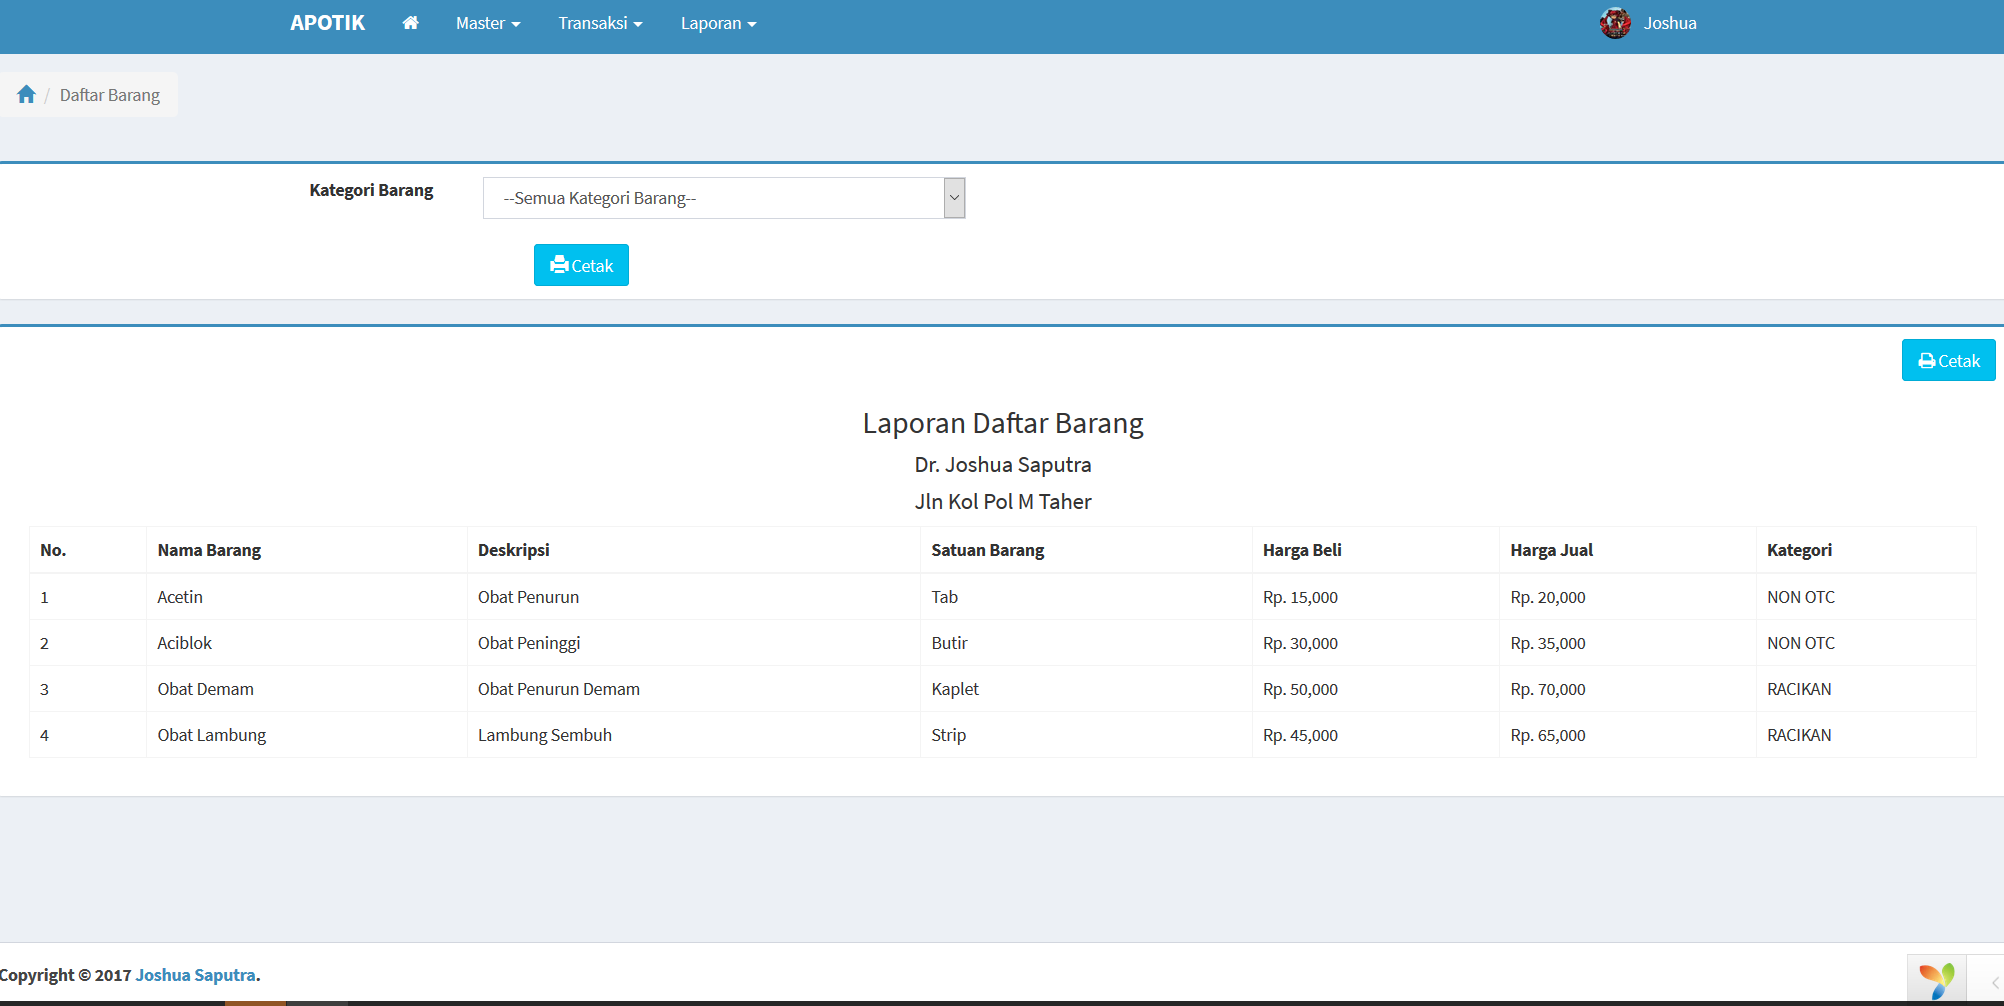 APOTIK Master Transaksi Laporan Joshua
/ Daftar Barang
Kategori Barang --Semua Kategori Barang--
Cetak
Cetak
Laporan Daftar Barang
Dr. Joshua Saputra
Jln Kol Pol M Taher
No. Nama Barang Deskripsi Satuan Barang Harga Beli Harga Jual Kategori
1 Acetin Obat Penurun Tab Rp. 15,000 Rp. 20,000 NON OTC
2 Aciblok Obat Peninggi Butir Rp. 30,000 Rp. 35,000 NON OTC
3 Obat Demam Obat Penurun Demam Kaplet Rp. 50,000 Rp. 70,000 RACIKAN
4 Obat Lambung Lambung Sembuh Strip Rp. 45,000 Rp. 65,000 RACIKAN
Copyright © 2017 Joshua Saputra.